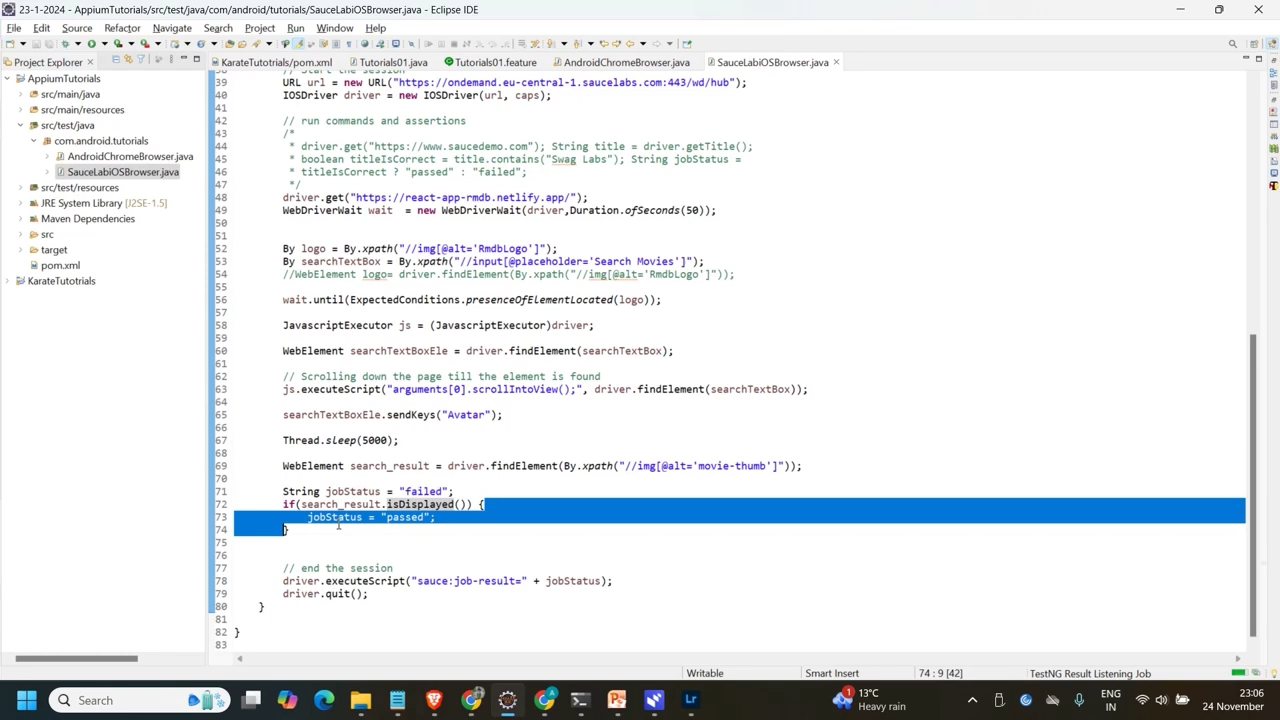 23-1-2024 - AppiumTutorials/src/test/java/com/android/tutorials/SauceLabiOSBrowser.java - Eclipse IDE
File Edit Source Refactor Navigate Search Project Run Window Help
Project Explorer
KarateTutotrials/pom.xml
Tutorials01.java
Tutorials01.feature
AndroidChromeBrowser.java
SauceLabiOSBrowser.java
AppiumTutorials
src/main/java
src/main/resources
src/test/java
com.android.tutorials
AndroidChromeBrowser.java
SauceLabiOSBrowser.java
src/test/resources
JRE System Library [J2SE-1.5]
Maven Dependencies
src
target
pom.xml
KarateTutotrials
38 // Start the session
39 URL url = new URL("https://ondemand.eu-central-1.saucelabs.com:443/wd/hub");
40 IOSDriver driver = new IOSDriver(url, caps);
41
42 // run commands and assertions
43 /*
44 * driver.get("https://www.saucedemo.com"); String title = driver.getTitle();
45 * boolean titleIsCorrect = title.contains("Swag Labs"); String jobStatus =
46 * titleIsCorrect ? "passed" : "failed";
47 */
48 driver.get("https://react-app-rmdb.netlify.app/");
49 WebDriverWait wait  = new WebDriverWait(driver,Duration.ofSeconds(50));
50
51
52 By logo = By.xpath("//img[@alt='RmdbLogo']");
53 By searchTextBox = By.xpath("//input[@placeholder='Search Movies']");
54 //WebElement logo= driver.findElement(By.xpath("//img[@alt='RmdbLogo']"));
55
56 wait.until(ExpectedConditions.presenceOfElementLocated(logo));
57
58 JavascriptExecutor js = (JavascriptExecutor)driver;
59
60 WebElement searchTextBoxEle = driver.findElement(searchTextBox);
61
62 // Scrolling down the page till the element is found
63 js.executeScript("arguments[0].scrollIntoView();", driver.findElement(searchTextBox));
64
65 searchTextBoxEle.sendKeys("Avatar");
66
67 Thread.sleep(5000);
68
69 WebElement search_result = driver.findElement(By.xpath("//img[@alt='movie-thumb']"));
70
71 String jobStatus = "failed";
72 if(search_result.isDisplayed()) {
73 jobStatus = "passed";
74 }
75
76
77 // end the session
78 driver.executeScript("sauce:job-result=" + jobStatus);
79 driver.quit();
80 }
81
82 }
83
Writable Smart Insert 74 : 9 [42] TestNG Result Listening Job
Search
1
13°C
Heavy rain
ENG
IN
23:06
24 November